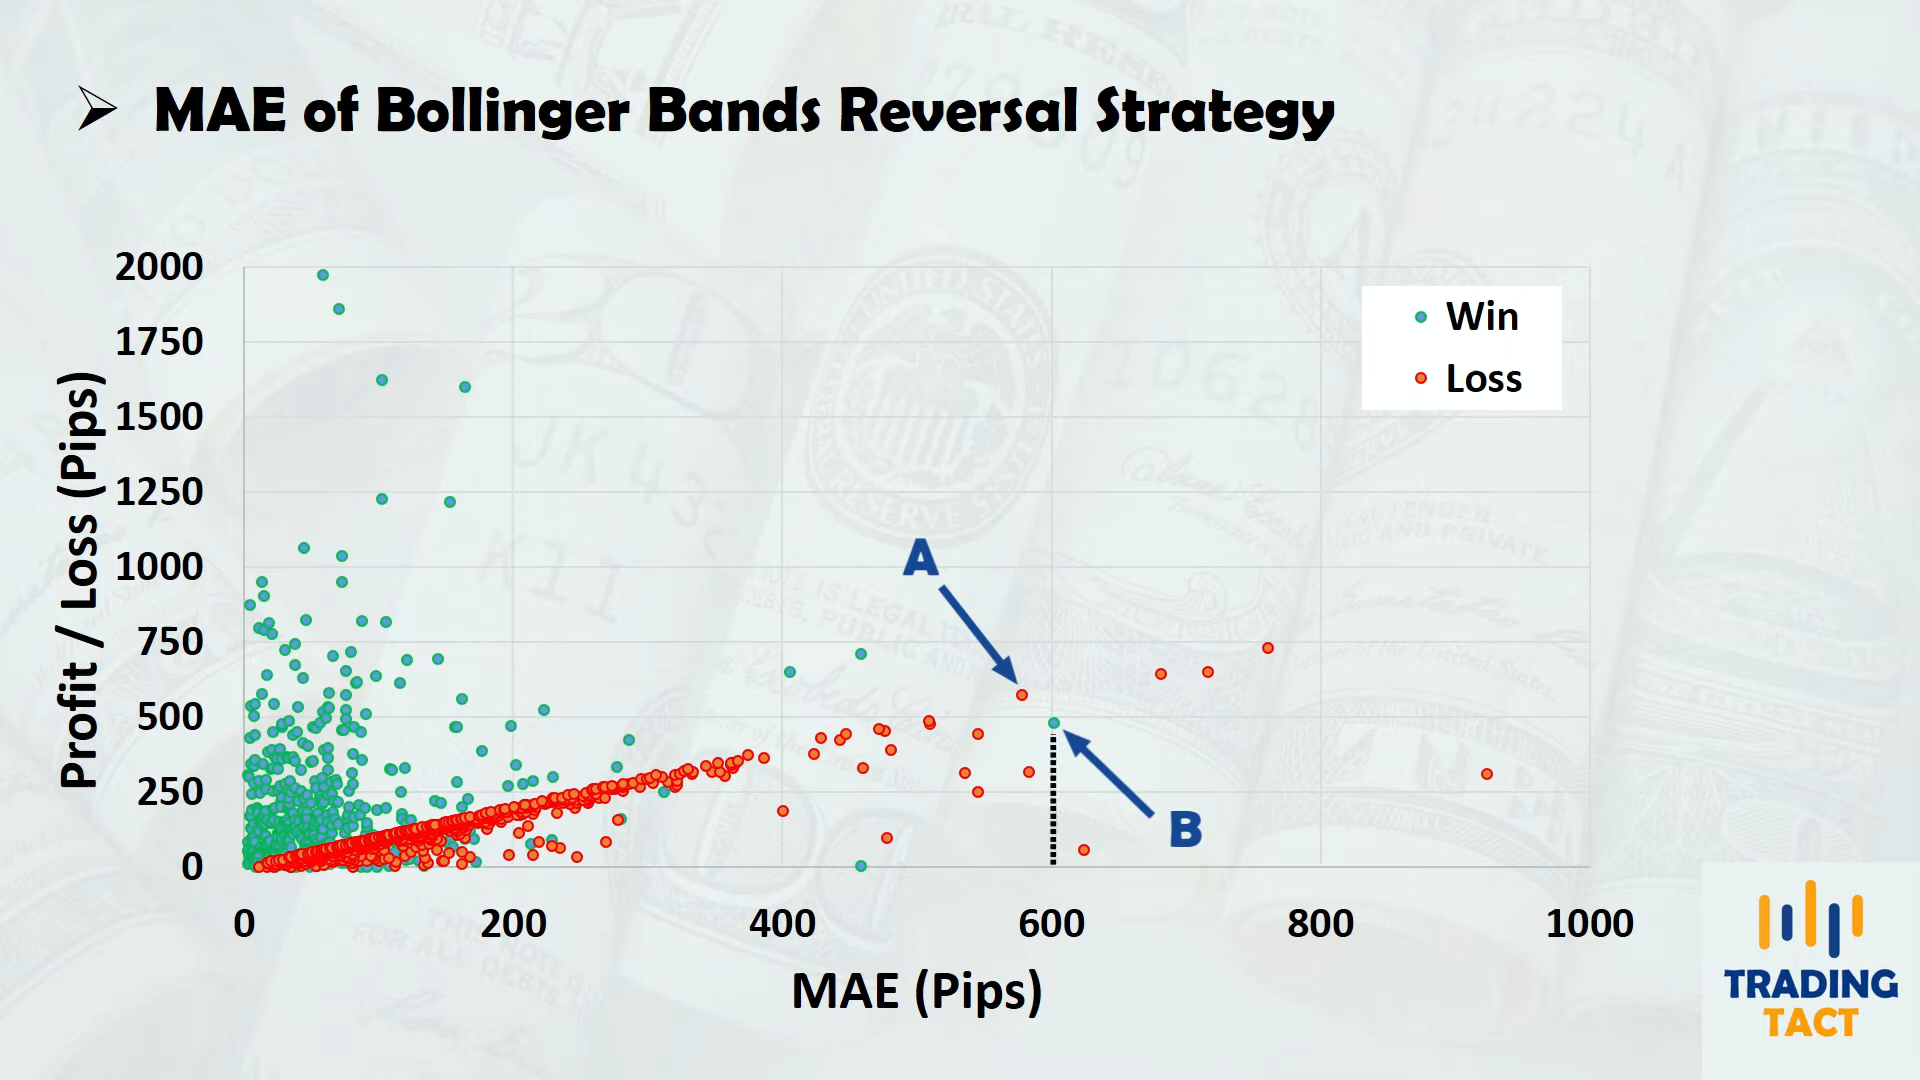 MAE of Bollinger Bands Reversal Strategy
2000
1750
1500
1250
1000
750
500
250
0
Profit / Loss (Pips)
Win
Loss
A
B
0 200 400 600 800 1000
MAE (Pips)
TRADING
TACT